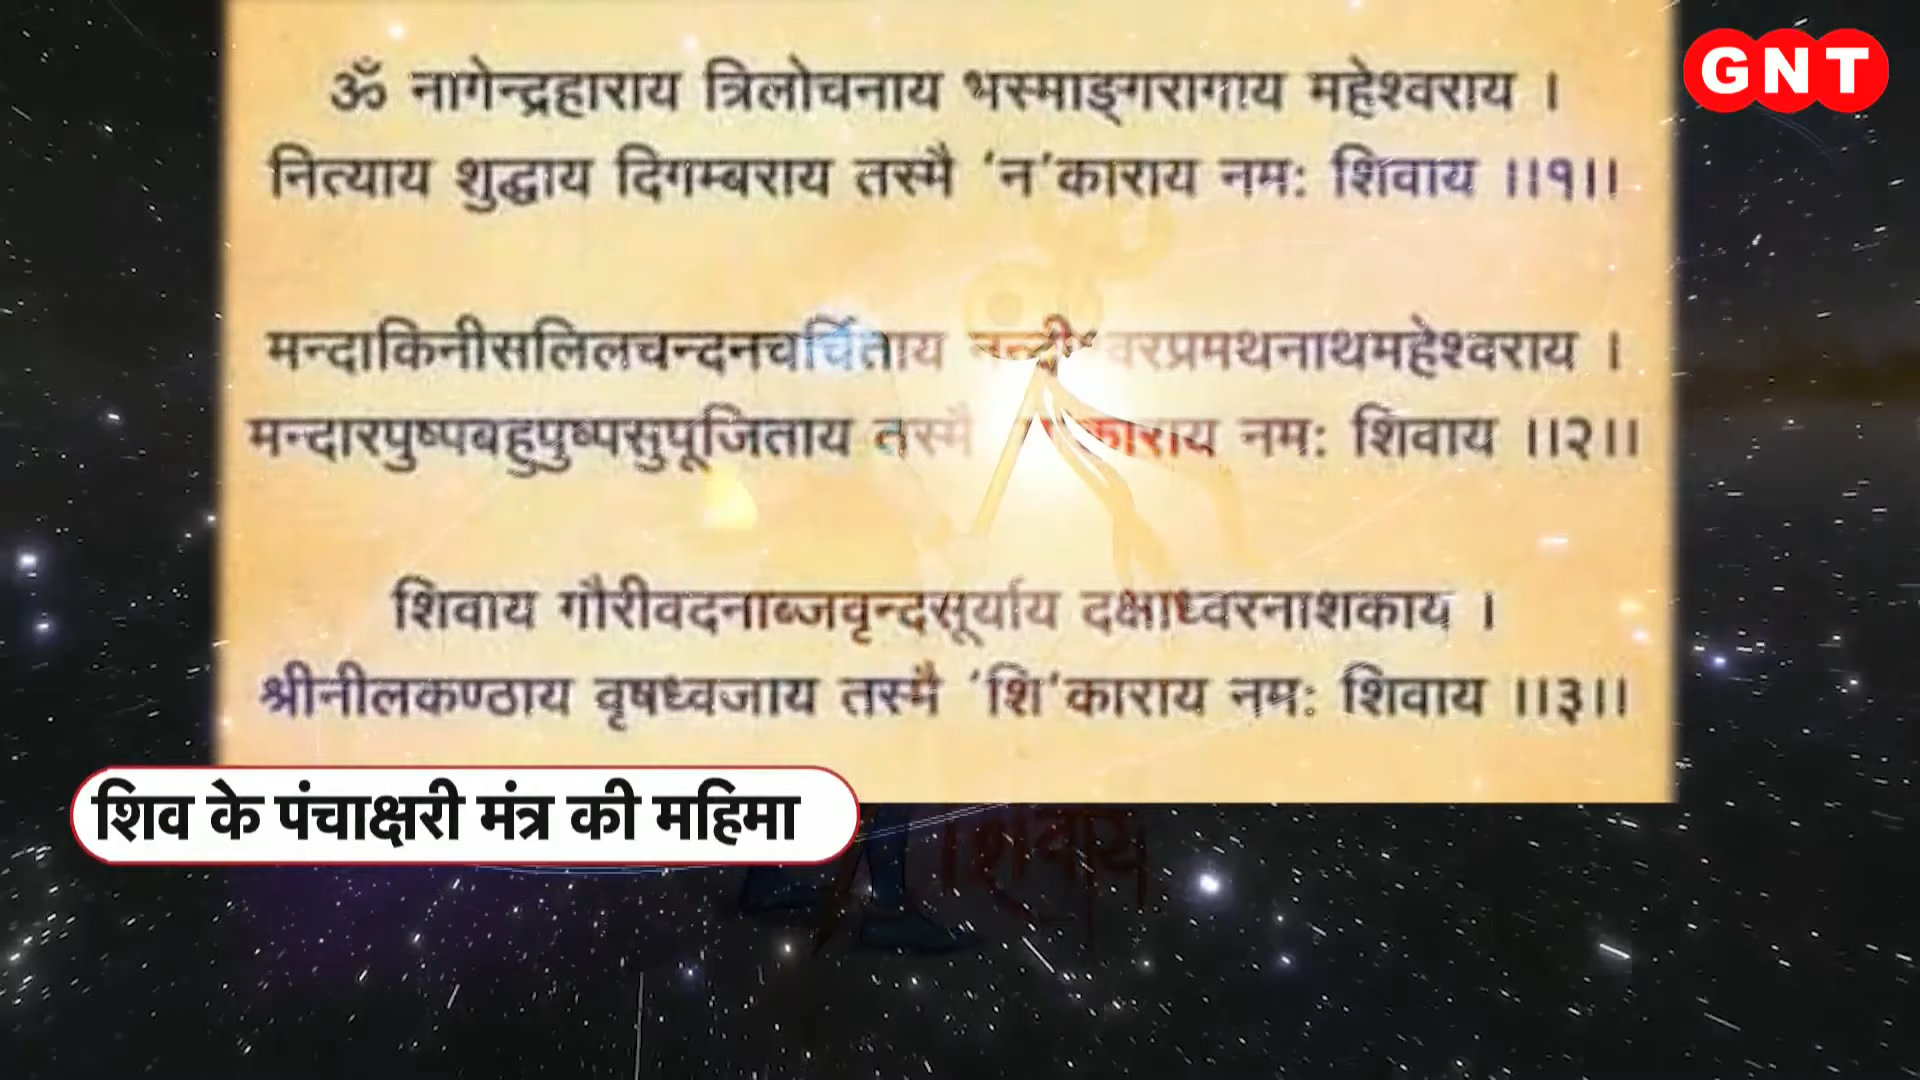 ॐ नागेन्द्रहाराय त्रिलोचनाय भस्माङ्गरागाय महेश्वराय ।
GNT
नित्याय शुद्धाय दिगम्बराय तस्मै ‘न’काराय नमः शिवाय ।।१।।
मन्दाकिनीसलिलचन्दनचर्चिताय वरप्रमथनाथमहेश्वराय ।
मन्दारपुष्पबहुपुष्पसुपूजिताय तस्मै काराय नमः शिवाय ।।२।।
शिवाय गौरीवदनाब्जवृन्दसूर्याय दक्षाध्वरनाशकाय ।
श्रीनीलकण्ठाय वृषध्वजाय तस्मै ‘शि’काराय नमः शिवाय ।।३।।
शिव के पंचाक्षरी मंत्र की महिमा
शिवाय